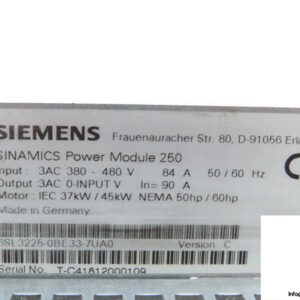 SIEMENS Frauenauracher Str. 80, D-91056 Erl
SINAMICS Power Module 250
Input : 3AC 380 - 480 V 84 A 50 / 60 Hz
Output: 3AC 0-INPUT V In= 90 A
Motor: IEC 37kW / 45kW NEMA 50hp / 60hp
Made in Germany
6SL3225-0BE33-7UA0 Version: C
Serial No. T-C41812000109